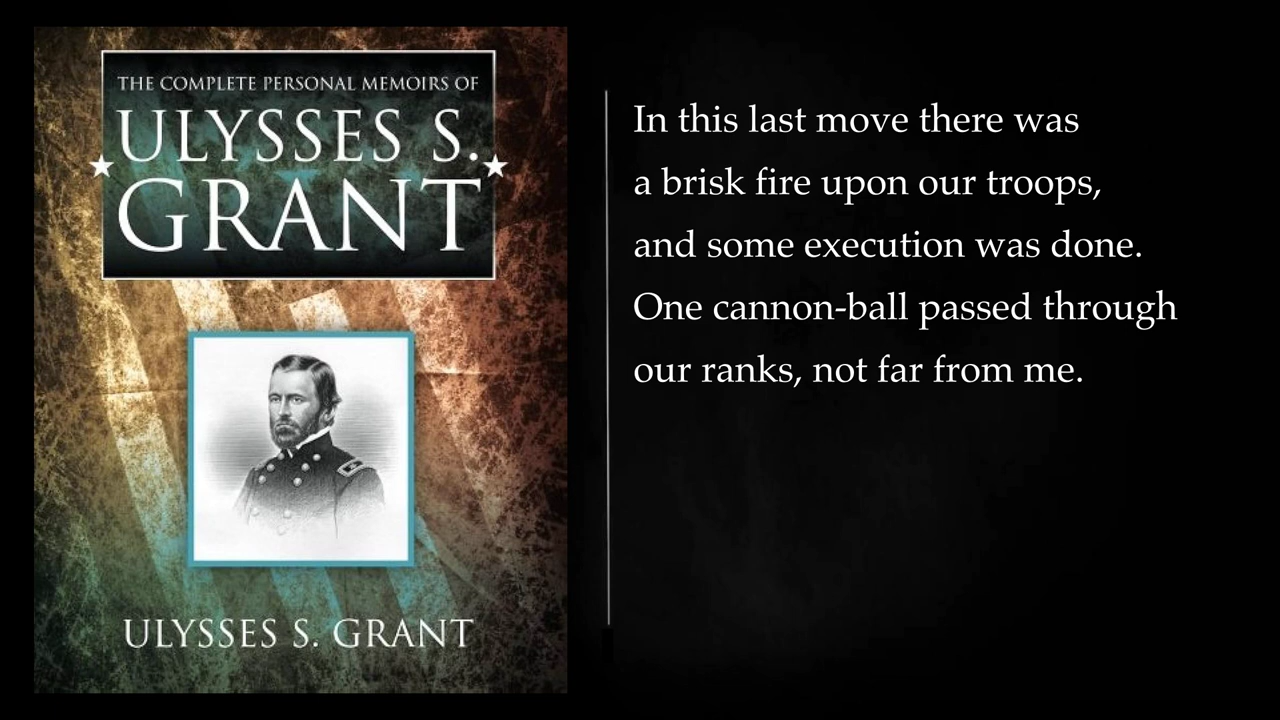 THE COMPLETE PERSONAL MEMOIRS OF
ULYSSES S.
GRANT
ULYSSES S. GRANT
In this last move there was
a brisk fire upon our troops,
and some execution was done.
One cannon-ball passed through
our ranks, not far from me.